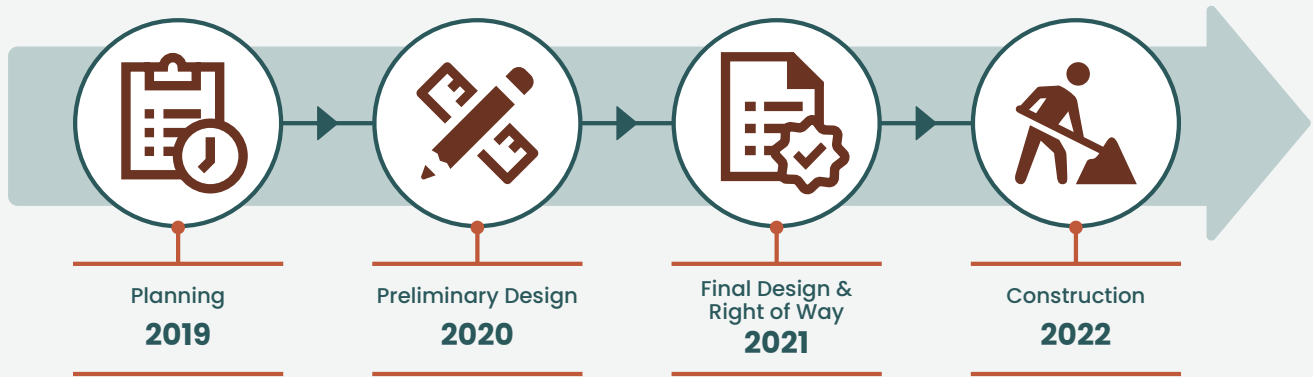 Planning
2019
Preliminary Design
2020
Final Design &
Right of Way
2021
Construction
2022